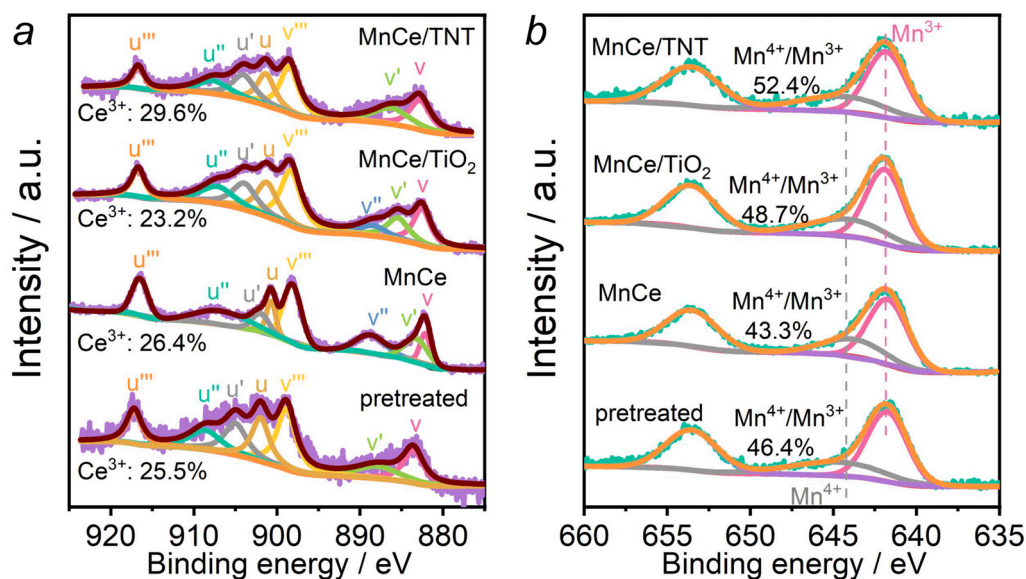 a
Intensity / a.u.
u''' u'' u' u v''' v' v
MnCe/TNT
Ce³⁺: 29.6%
u''' u'' u' u v''' v'' v' v
MnCe/TiO₂
Ce³⁺: 23.2%
u''' u'' u' u v''' v'' v' v
MnCe
Ce³⁺: 26.4%
u''' u'' u' u v''' v' v
pretreated
Ce³⁺: 25.5%
920 910 900 890 880
Binding energy / eV
b
Intensity / a.u.
Mn³⁺
MnCe/TNT
Mn⁴⁺/Mn³⁺
52.4%
MnCe/TiO₂
Mn⁴⁺/Mn³⁺
48.7%
MnCe
Mn⁴⁺/Mn³⁺
43.3%
pretreated
Mn⁴⁺/Mn³⁺
46.4%
Mn⁴⁺
660 655 650 645 640 635
Binding energy / eV